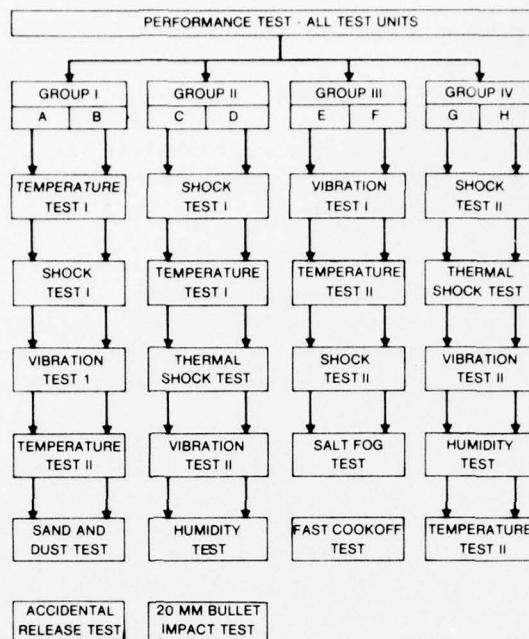 PERFORMANCE TEST - ALL TEST UNITS
GROUP I
A B
TEMPERATURE
TEST I
SHOCK
TEST I
VIBRATION
TEST 1
TEMPERATURE
TEST II
SAND AND
DUST TEST
ACCIDENTAL
RELEASE TEST
GROUP II
C D
SHOCK
TEST I
TEMPERATURE
TEST I
THERMAL
SHOCK TEST
VIBRATION
TEST II
HUMIDITY
TEST
20 MM BULLET
IMPACT TEST
GROUP III
E F
VIBRATION
TEST I
TEMPERATURE
TEST II
SHOCK
TEST II
SALT FOG
TEST
FAST COOKOFF
TEST
GROUP IV
G H
SHOCK
TEST II
THERMAL
SHOCK TEST
VIBRATION
TEST II
HUMIDITY
TEST
TEMPERATURE
TEST II